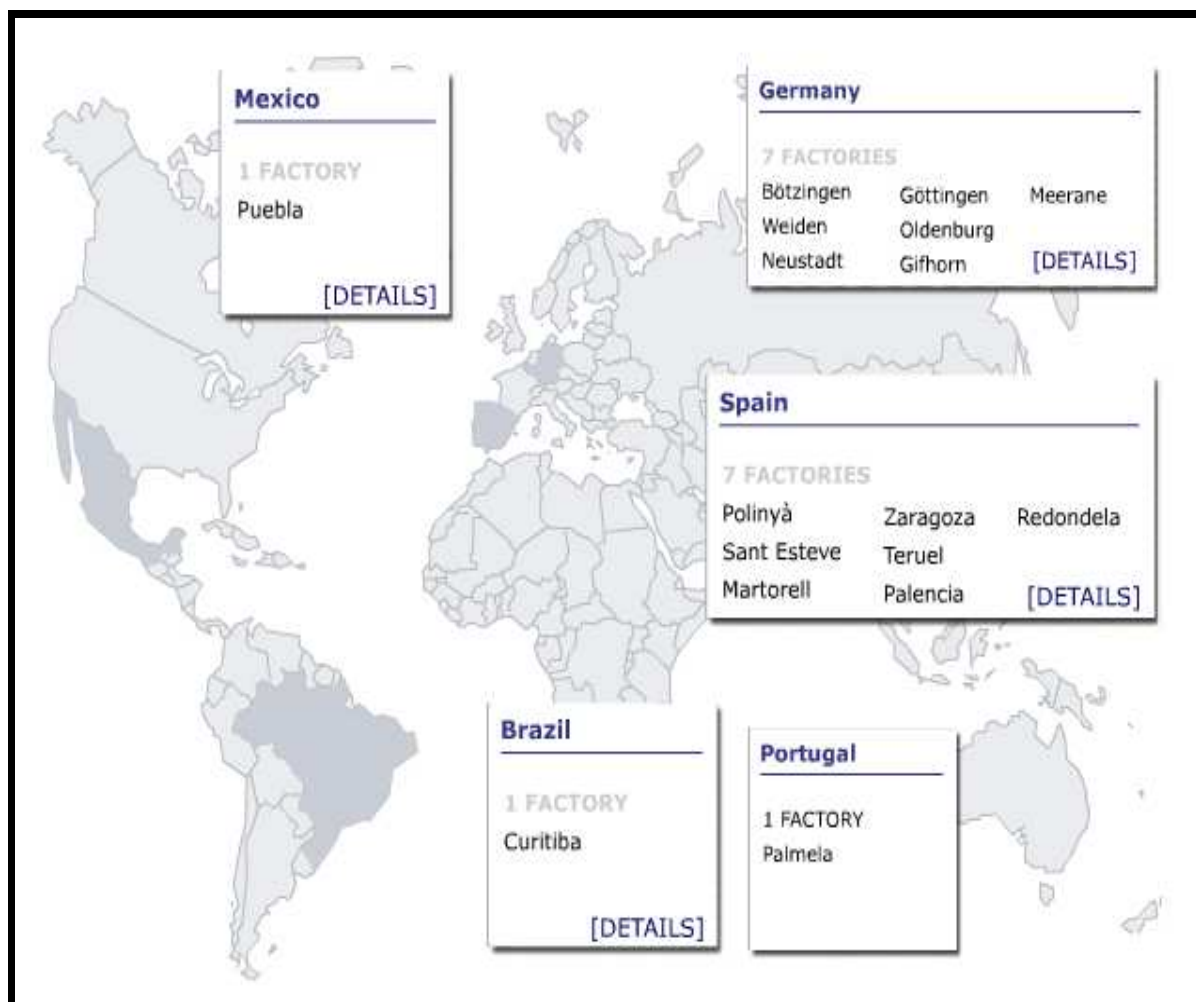 Mexico
1 FACTORY
Puebla
[DETAILS]
Germany
7 FACTORIES
Bötzingen Göttingen Meerane
Weiden Oldenburg
Neustadt Gifhorn [DETAILS]
Spain
7 FACTORIES
Polinyà Zaragoza Redondela
Sant Esteve Teruel
Martorell Palencia [DETAILS]
Brazil
1 FACTORY
Curitiba
[DETAILS]
Portugal
1 FACTORY
Palmela